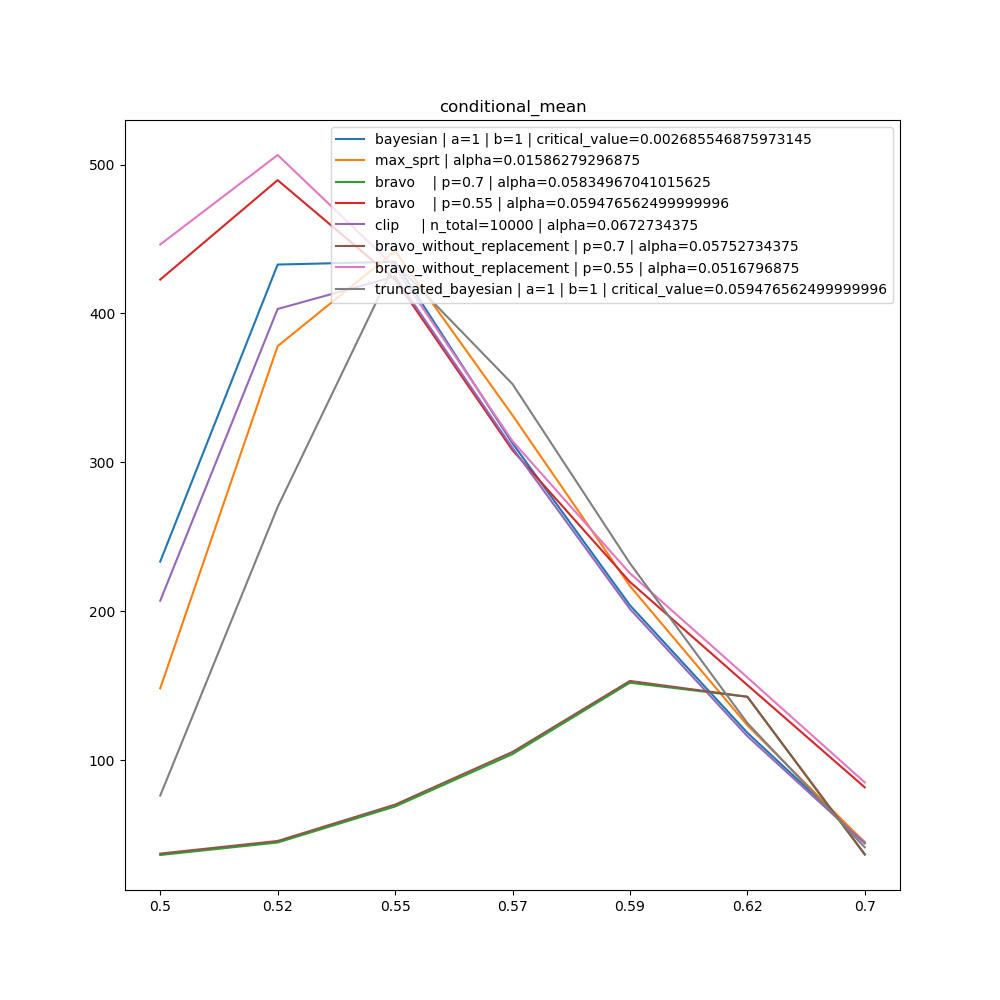 conditional_mean
bayesian | a=1 | b=1 | critical_value=0.002685546875973145
max_sprt | alpha=0.01586279296875
bravo    | p=0.7 | alpha=0.05834967041015625
bravo    | p=0.55 | alpha=0.059476562499999996
clip     | n_total=10000 | alpha=0.0672734375
bravo_without_replacement | p=0.7 | alpha=0.05752734375
bravo_without_replacement | p=0.55 | alpha=0.0516796875
truncated_bayesian | a=1 | b=1 | critical_value=0.059476562499999996
500
400
300
200
100
0.5 0.52 0.55 0.57 0.59 0.62 0.7